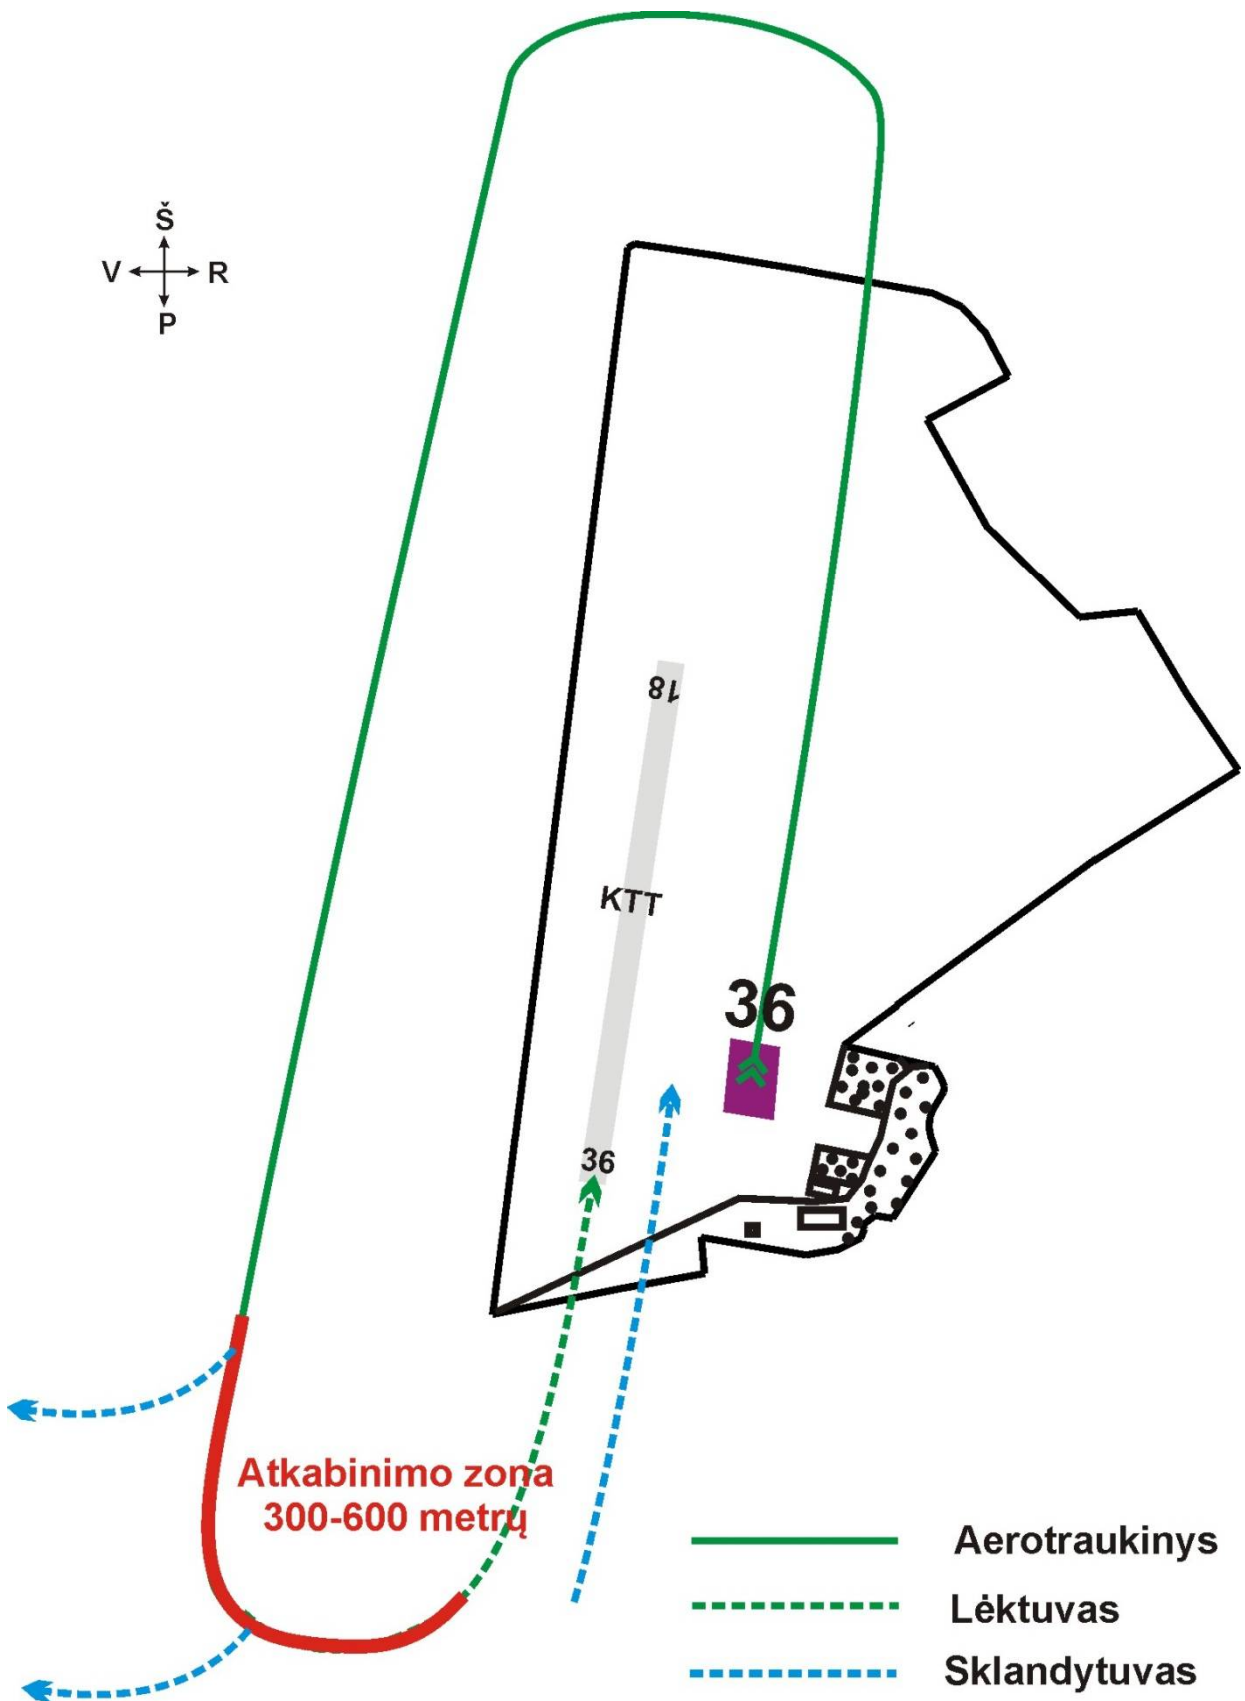 Š
V R
P
18
KTT
36
36
Atkabinimo zona
300-600 metrų
Aerotraukinys
Lėktuvas
Sklandytuvas